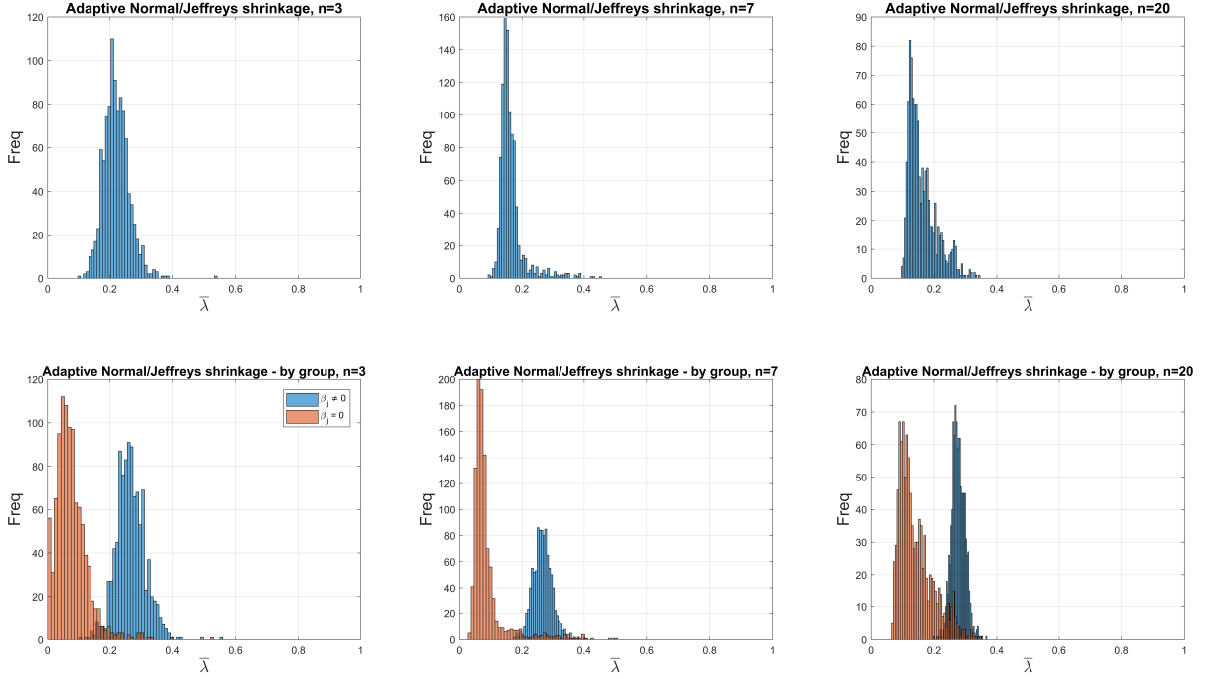 Adaptive Normal/Jeffreys shrinkage, n=3
120
100
80
60
40
20
0
Freq
0 0.2 0.4 0.6 0.8 1
λ̅
Adaptive Normal/Jeffreys shrinkage, n=7
160
140
120
100
80
60
40
20
0
Freq
0 0.2 0.4 0.6 0.8 1
λ̅
Adaptive Normal/Jeffreys shrinkage, n=20
90
80
70
60
50
40
30
20
10
0
Freq
0 0.2 0.4 0.6 0.8 1
λ̅
Adaptive Normal/Jeffreys shrinkage - by group, n=3
120
100
80
60
40
20
0
Freq
β_j ≠ 0
β_j = 0
0 0.2 0.4 0.6 0.8 1
λ̅
Adaptive Normal/Jeffreys shrinkage - by group, n=7
200
180
160
140
120
100
80
60
40
20
0
Freq
0 0.2 0.4 0.6 0.8 1
λ̅
Adaptive Normal/Jeffreys shrinkage - by group, n=20
80
70
60
50
40
30
20
10
0
Freq
0 0.2 0.4 0.6 0.8 1
λ̅